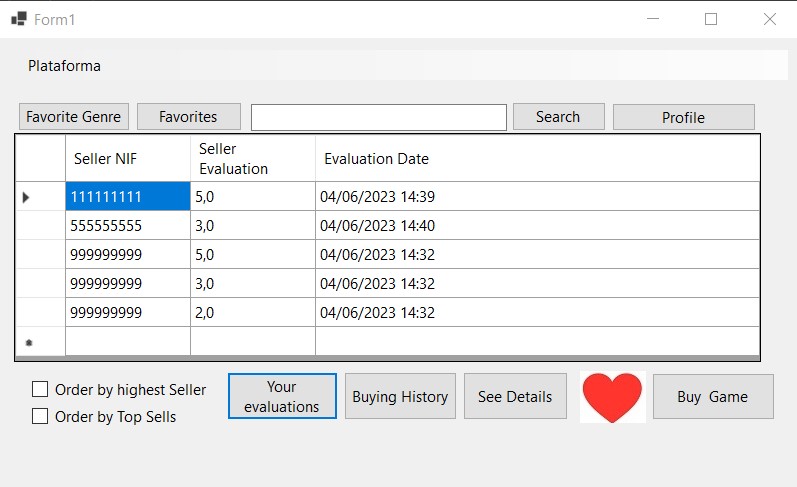 Form1
Plataforma
Favorite Genre Favorites Search Profile
Seller NIF Seller Evaluation Evaluation Date
111111111 5,0 04/06/2023 14:39
555555555 3,0 04/06/2023 14:40
999999999 5,0 04/06/2023 14:32
999999999 3,0 04/06/2023 14:32
999999999 2,0 04/06/2023 14:32
Order by highest Seller
Order by Top Sells
Your
evaluations
Buying History
See Details
Buy Game